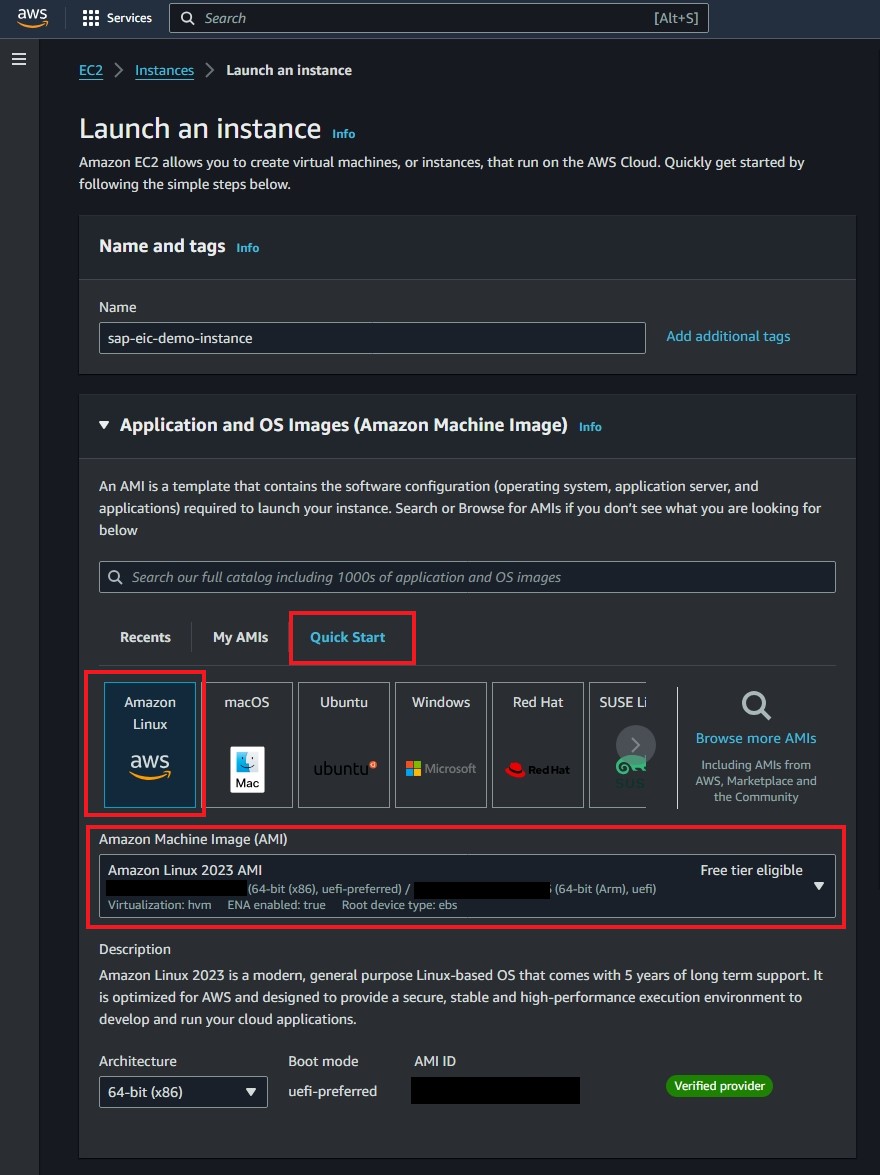 aws
Services
Search
[Alt+S]
EC2 > Instances > Launch an instance
Launch an instance Info
Amazon EC2 allows you to create virtual machines, or instances, that run on the AWS Cloud. Quickly get started by
following the simple steps below.
Name and tags Info
Name
sap-eic-demo-instance
Add additional tags
Application and OS Images (Amazon Machine Image) Info
An AMI is a template that contains the software configuration (operating system, application server, and
applications) required to launch your instance. Search or Browse for AMIs if you don't see what you are looking for
below
Search our full catalog including 1000s of application and OS images
Recents
My AMIs
Quick Start
Amazon
Linux
aws
macOS
Mac
Ubuntu
ubuntu
Windows
Microsoft
Red Hat
Red Hat
SUSE Li
Browse more AMIs
Including AMIs from
AWS, Marketplace and
the Community
Amazon Machine Image (AMI)
Amazon Linux 2023 AMI
Free tier eligible
(64-bit (x86), uefi-preferred) / (64-bit (Arm), uefi)
Virtualization: hvm ENA enabled: true Root device type: ebs
Description
Amazon Linux 2023 is a modern, general purpose Linux-based OS that comes with 5 years of long term support. It
is optimized for AWS and designed to provide a secure, stable and high-performance execution environment to
develop and run your cloud applications.
Architecture
64-bit (x86)
Boot mode
uefi-preferred
AMI ID
Verified provider